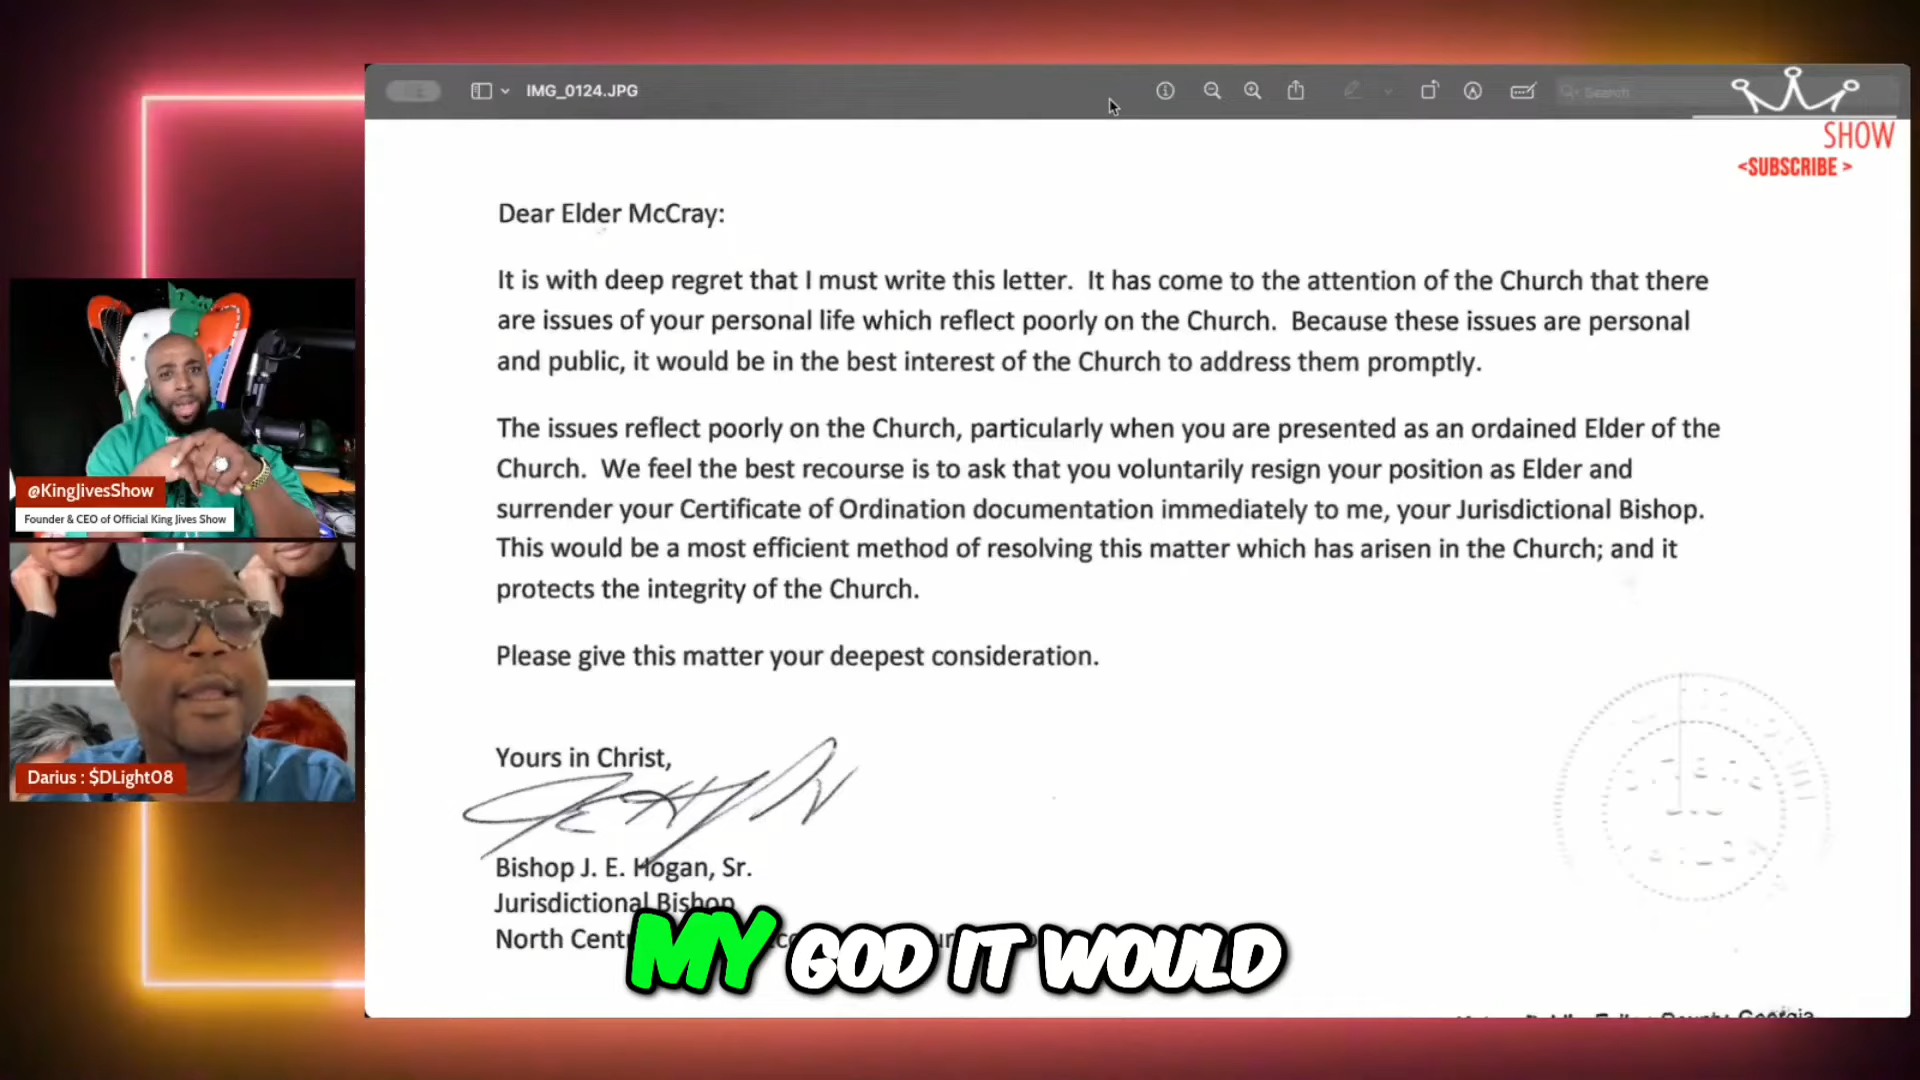 IMG_0124.JPG
Search
SHOW
<SUBSCRIBE >
Dear Elder McCray:
It is with deep regret that I must write this letter. It has come to the attention of the Church that there
are issues of your personal life which reflect poorly on the Church. Because these issues are personal
and public, it would be in the best interest of the Church to address them promptly.
The issues reflect poorly on the Church, particularly when you are presented as an ordained Elder of the
Church. We feel the best recourse is to ask that you voluntarily resign your position as Elder and
surrender your Certificate of Ordination documentation immediately to me, your Jurisdictional Bishop.
This would be a most efficient method of resolving this matter which has arisen in the Church; and it
protects the integrity of the Church.
Please give this matter your deepest consideration.
Yours in Christ,
Bishop J. E. Hogan, Sr.
Jurisdictional Bishop
North
MY GOD IT WOULD
@KingJivesShow
Founder & CEO of Official King Jives Show
Darius : $DLight08